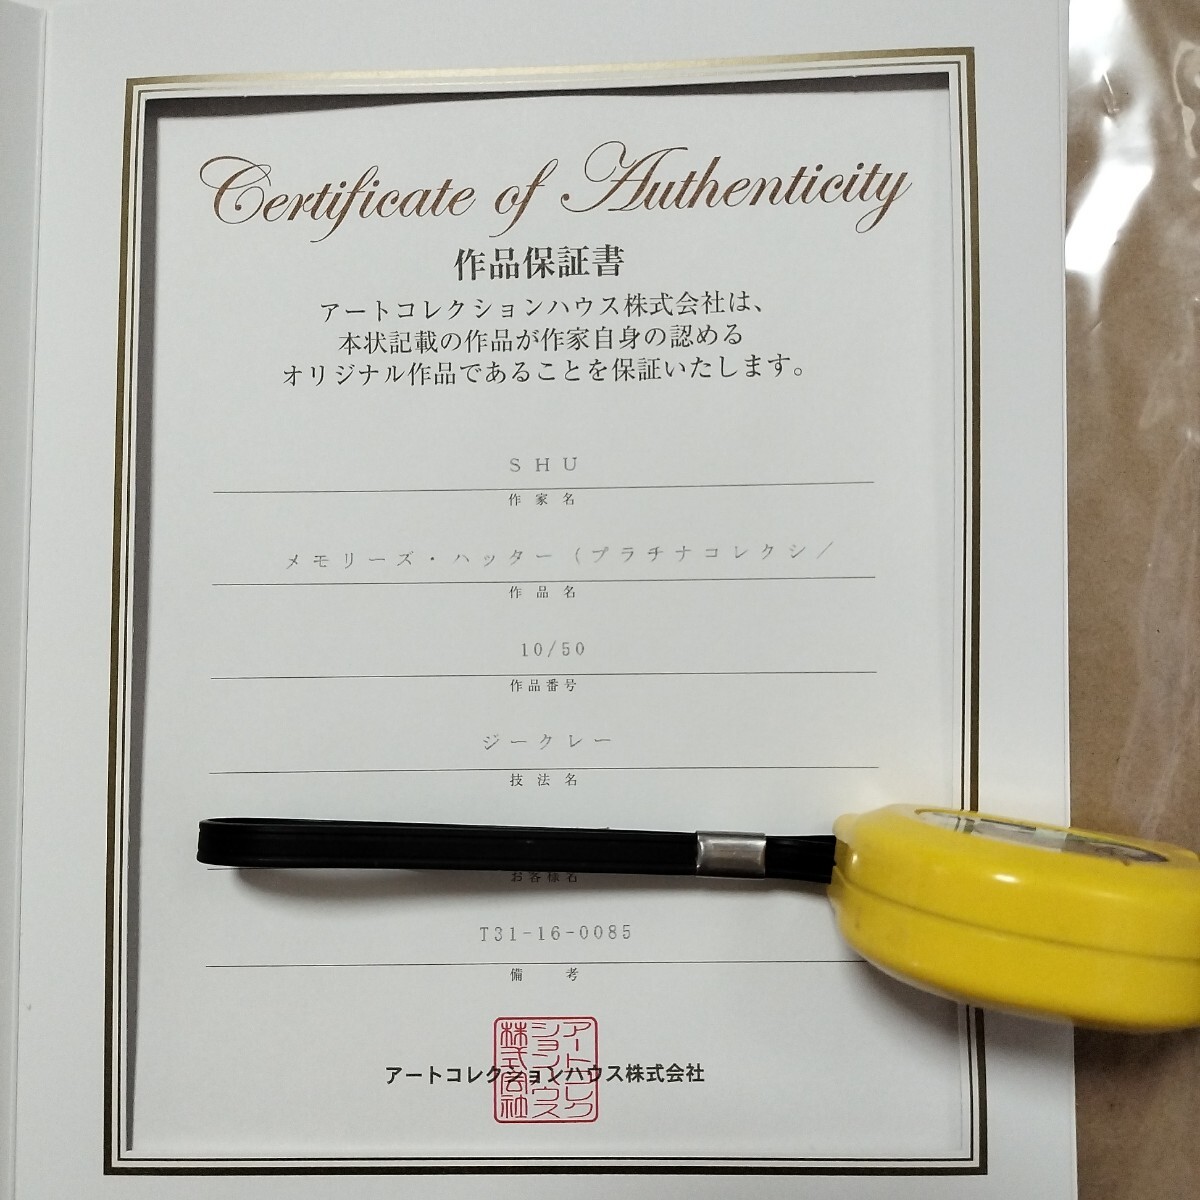 Certificate of Authenticity
作品保証書
アートコレクションハウス株式会社は、
本状記載の作品が作家自身の認める
オリジナル作品であることを保証いたします。
SHU
作家名
メモリーズ・ハッター(プラチナコレクシ/
作品名
10/50
作品番号
ジークレー
技法名
お客様名
T31-16-0085
備考
アートコレクションハウス株式会社
アートコレク
ションハウス
株式会社